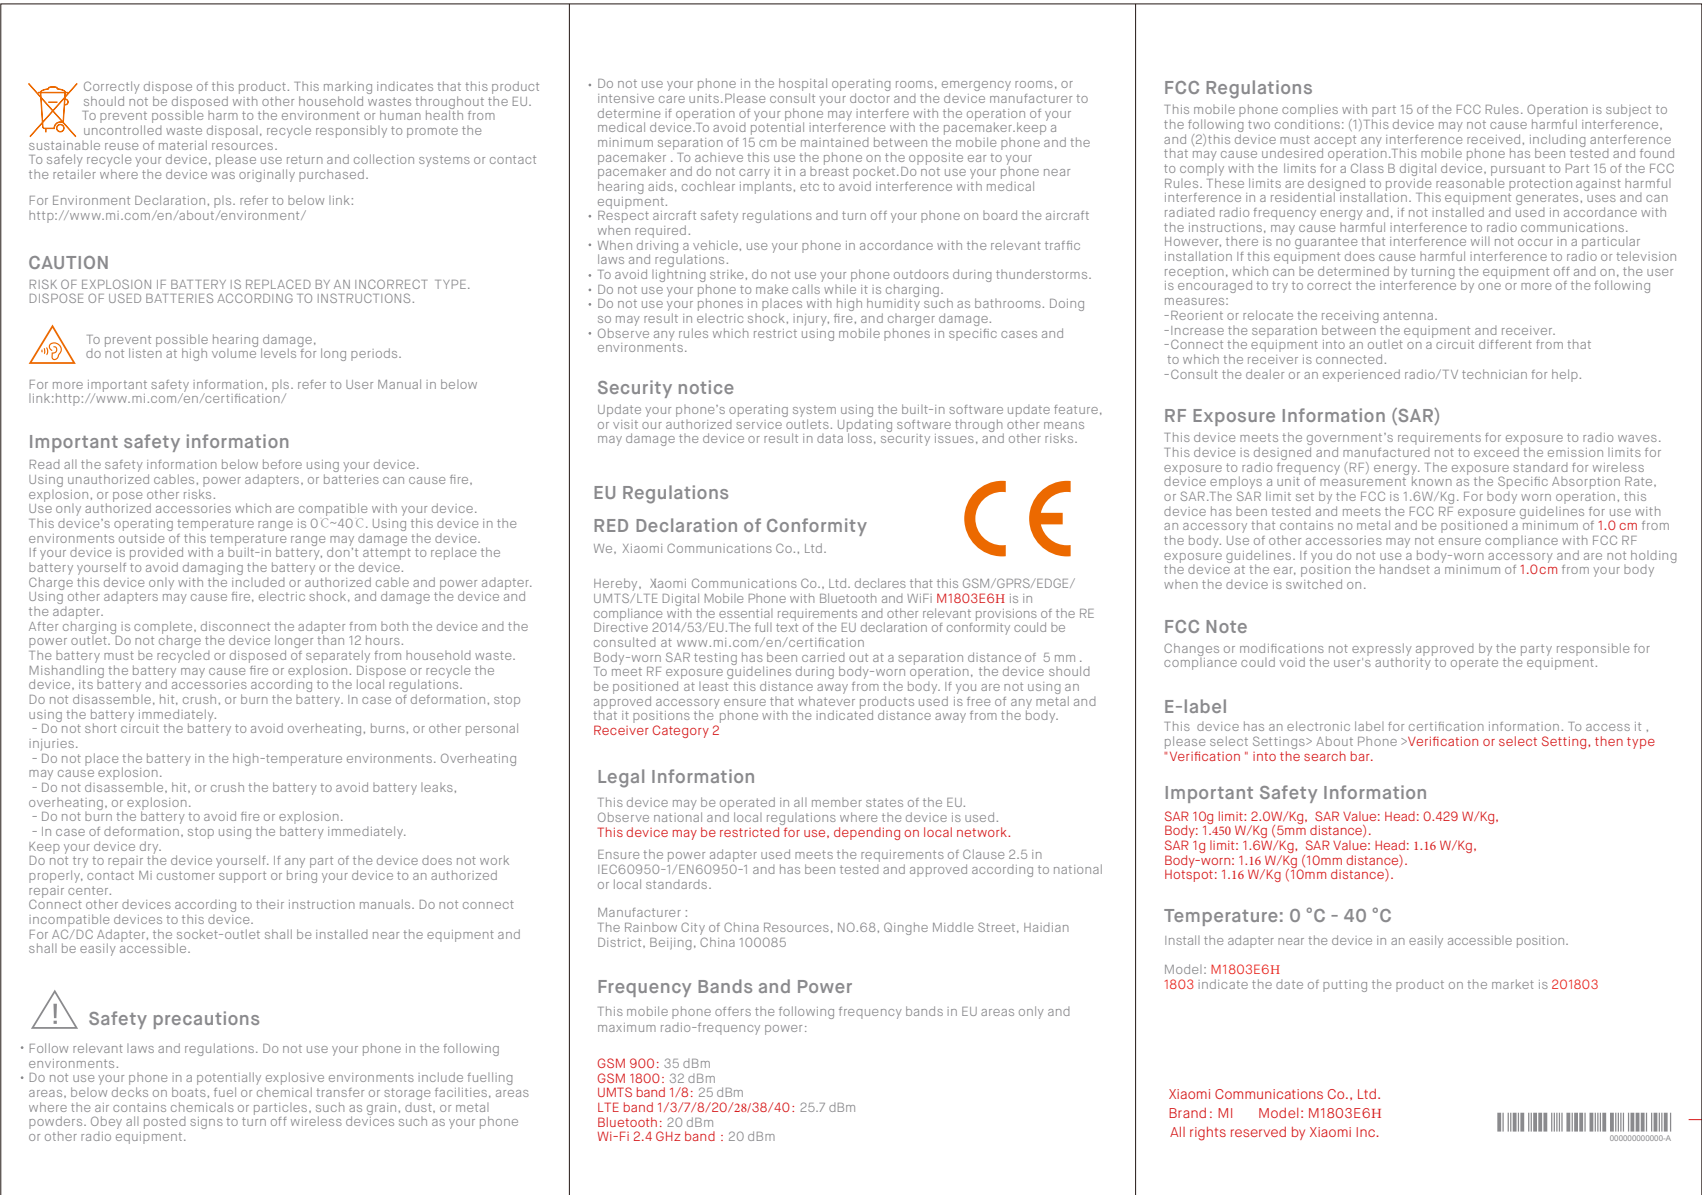 Correctly dispose of this product. This marking indicates that this product
should not be disposed with other household wastes throughout the EU.
To prevent possible harm to the environment or human health from
uncontrolled waste disposal, recycle responsibly to promote the
sustainable reuse of material resources.
To safely recycle your device, please use return and collection systems or contact
the retailer where the device was originally purchased.
For Environment Declaration, pls. refer to below link:
http://www.mi.com/en/about/environment/
CAUTION
RISK OF EXPLOSION IF BATTERY IS REPLACED BY AN INCORRECT TYPE.
DISPOSE OF USED BATTERIES ACCORDING TO INSTRUCTIONS.
To prevent possible hearing damage,
do not listen at high volume levels for long periods.
For more important safety information, pls. refer to User Manual in below
link:http://www.mi.com/en/certification/
Important safety information
Read all the safety information below before using your device.
Using unauthorized cables, power adapters, or batteries can cause fire,
explosion, or pose other risks.
Use only authorized accessories which are compatible with your device.
This device's operating temperature range is 0℃~40℃. Using this device in the
environments outside of this temperature range may damage the device.
If your device is provided with a built-in battery, don't attempt to replace the
battery yourself to avoid damaging the battery or the device.
Charge this device only with the included or authorized cable and power adapter.
Using other adapters may cause fire, electric shock, and damage the device and
the adapter.
After charging is complete, disconnect the adapter from both the device and the
power outlet. Do not charge the device longer than 12 hours.
The battery must be recycled or disposed of separately from household waste.
Mishandling the battery may cause fire or explosion. Dispose or recycle the
device, its battery and accessories according to the local regulations.
Do not disassemble, hit, crush, or burn the battery. In case of deformation, stop
using the battery immediately.
- Do not short circuit the battery to avoid overheating, burns, or other personal
injuries.
- Do not place the battery in the high-temperature environments. Overheating
may cause explosion.
- Do not disassemble, hit, or crush the battery to avoid battery leaks,
overheating, or explosion.
- Do not burn the battery to avoid fire or explosion.
- In case of deformation, stop using the battery immediately.
Keep your device dry.
Do not try to repair the device yourself. If any part of the device does not work
properly, contact Mi customer support or bring your device to an authorized
repair center.
Connect other devices according to their instruction manuals. Do not connect
incompatible devices to this device.
For AC/DC Adapter, the socket-outlet shall be installed near the equipment and
shall be easily accessible.
Safety precautions
• Follow relevant laws and regulations. Do not use your phone in the following
environments.
• Do not use your phone in a potentially explosive environments include fuelling
areas, below decks on boats, fuel or chemical transfer or storage facilities, areas
where the air contains chemicals or particles, such as grain, dust, or metal
powders. Obey all posted signs to turn off wireless devices such as your phone
or other radio equipment.
• Do not use your phone in the hospital operating rooms, emergency rooms, or
intensive care units.Please consult your doctor and the device manufacturer to
determine if operation of your phone may interfere with the operation of your
medical device.To avoid potential interference with the pacemaker.keep a
minimum separation of 15 cm be maintained between the mobile phone and the
pacemaker . To achieve this use the phone on the opposite ear to your
pacemaker and do not carry it in a breast pocket.Do not use your phone near
hearing aids, cochlear implants, etc to avoid interference with medical
equipment.
• Respect aircraft safety regulations and turn off your phone on board the aircraft
when required.
• When driving a vehicle, use your phone in accordance with the relevant traffic
laws and regulations.
• To avoid lightning strike, do not use your phone outdoors during thunderstorms.
• Do not use your phone to make calls while it is charging.
• Do not use your phones in places with high humidity such as bathrooms. Doing
so may result in electric shock, injury, fire, and charger damage.
• Observe any rules which restrict using mobile phones in specific cases and
environments.
Security notice
Update your phone's operating system using the built-in software update feature,
or visit our authorized service outlets. Updating software through other means
may damage the device or result in data loss, security issues, and other risks.
EU Regulations
RED Declaration of Conformity
We, Xiaomi Communications Co., Ltd.
CE
Hereby, Xiaomi Communications Co., Ltd. declares that this GSM/GPRS/EDGE/
UMTS/LTE Digital Mobile Phone with Bluetooth and WiFi M1803E6H is in
compliance with the essential requirements and other relevant provisions of the RE
Directive 2014/53/EU.The full text of the EU declaration of conformity could be
consulted at www.mi.com/en/certification
Body-worn SAR testing has been carried out at a separation distance of 5 mm .
To meet RF exposure guidelines during body-worn operation, the device should
be positioned at least this distance away from the body. If you are not using an
approved accessory ensure that whatever products used is free of any metal and
that it positions the phone with the indicated distance away from the body.
Receiver Category 2
Legal Information
This device may be operated in all member states of the EU.
Observe national and local regulations where the device is used.
This device may be restricted for use, depending on local network.
Ensure the power adapter used meets the requirements of Clause 2.5 in
IEC60950-1/EN60950-1 and has been tested and approved according to national
or local standards.
Manufacturer :
The Rainbow City of China Resources, NO.68, Qinghe Middle Street, Haidian
District, Beijing, China 100085
Frequency Bands and Power
This mobile phone offers the following frequency bands in EU areas only and
maximum radio-frequency power:
GSM 900: 35 dBm
GSM 1800: 32 dBm
UMTS band 1/8: 25 dBm
LTE band 1/3/7/8/20/28/38/40: 25.7 dBm
Bluetooth: 20 dBm
Wi-Fi 2.4 GHz band : 20 dBm
FCC Regulations
This mobile phone complies with part 15 of the FCC Rules. Operation is subject to
the following two conditions: (1)This device may not cause harmful interference,
and (2)this device must accept any interference received, including anterference
that may cause undesired operation.This mobile phone has been tested and found
to comply with the limits for a Class B digital device, pursuant to Part 15 of the FCC
Rules. These limits are designed to provide reasonable protection against harmful
interference in a residential installation. This equipment generates, uses and can
radiated radio frequency energy and, if not installed and used in accordance with
the instructions, may cause harmful interference to radio communications.
However, there is no guarantee that interference will not occur in a particular
installation If this equipment does cause harmful interference to radio or television
reception, which can be determined by turning the equipment off and on, the user
is encouraged to try to correct the interference by one or more of the following
measures:
-Reorient or relocate the receiving antenna.
-Increase the separation between the equipment and receiver.
-Connect the equipment into an outlet on a circuit different from that
to which the receiver is connected.
-Consult the dealer or an experienced radio/TV technician for help.
RF Exposure Information (SAR)
This device meets the government's requirements for exposure to radio waves.
This device is designed and manufactured not to exceed the emission limits for
exposure to radio frequency (RF) energy. The exposure standard for wireless
device employs a unit of measurement known as the Specific Absorption Rate,
or SAR.The SAR limit set by the FCC is 1.6W/Kg. For body worn operation, this
device has been tested and meets the FCC RF exposure guidelines for use with
an accessory that contains no metal and be positioned a minimum of 1.0 cm from
the body. Use of other accessories may not ensure compliance with FCC RF
exposure guidelines. If you do not use a body-worn accessory and are not holding
the device at the ear, position the handset a minimum of 1.0cm from your body
when the device is switched on.
FCC Note
Changes or modifications not expressly approved by the party responsible for
compliance could void the user's authority to operate the equipment.
E-label
This device has an electronic label for certification information. To access it ,
please select Settings> About Phone >Verification or select Setting, then type
"Verification " into the search bar.
Important Safety Information
SAR 10g limit: 2.0W/Kg, SAR Value: Head: 0.429 W/Kg,
Body: 1.450 W/Kg (5mm distance).
SAR 1g limit: 1.6W/Kg, SAR Value: Head: 1.16 W/Kg,
Body-worn: 1.16 W/Kg (10mm distance).
Hotspot: 1.16 W/Kg (10mm distance).
Temperature: 0 °C - 40 °C
Install the adapter near the device in an easily accessible position.
Model: M1803E6H
1803 indicate the date of putting the product on the market is 201803
Xiaomi Communications Co., Ltd.
Brand: MI Model: M1803E6H
All rights reserved by Xiaomi Inc.
000000000000-A